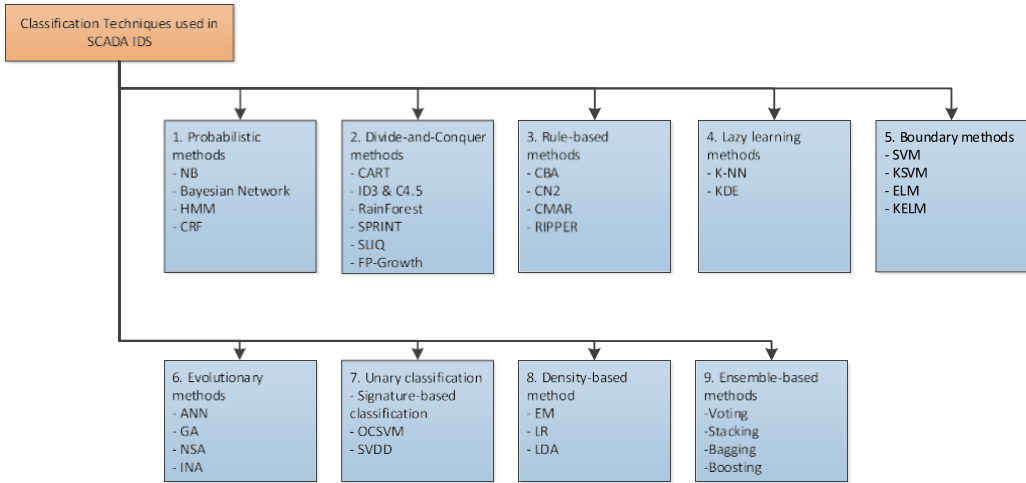 Classification Techniques used in
SCADA IDS
1. Probabilistic
methods
- NB
- Bayesian Network
- HMM
- CRF
2. Divide-and-Conquer
methods
- CART
- ID3 & C4.5
- RainForest
- SPRINT
- SLIQ
- FP-Growth
3. Rule-based
methods
- CBA
- CN2
- CMAR
- RIPPER
4. Lazy learning
methods
- K-NN
- KDE
5. Boundary methods
- SVM
- KSVM
- ELM
- KELM
6. Evolutionary
methods
- ANN
- GA
- NSA
- INA
7. Unary classification
- Signature-based
classification
- OCSVM
- SVDD
8. Density-based
method
- EM
- LR
- LDA
9. Ensemble-based
methods
-Voting
-Stacking
-Bagging
-Boosting